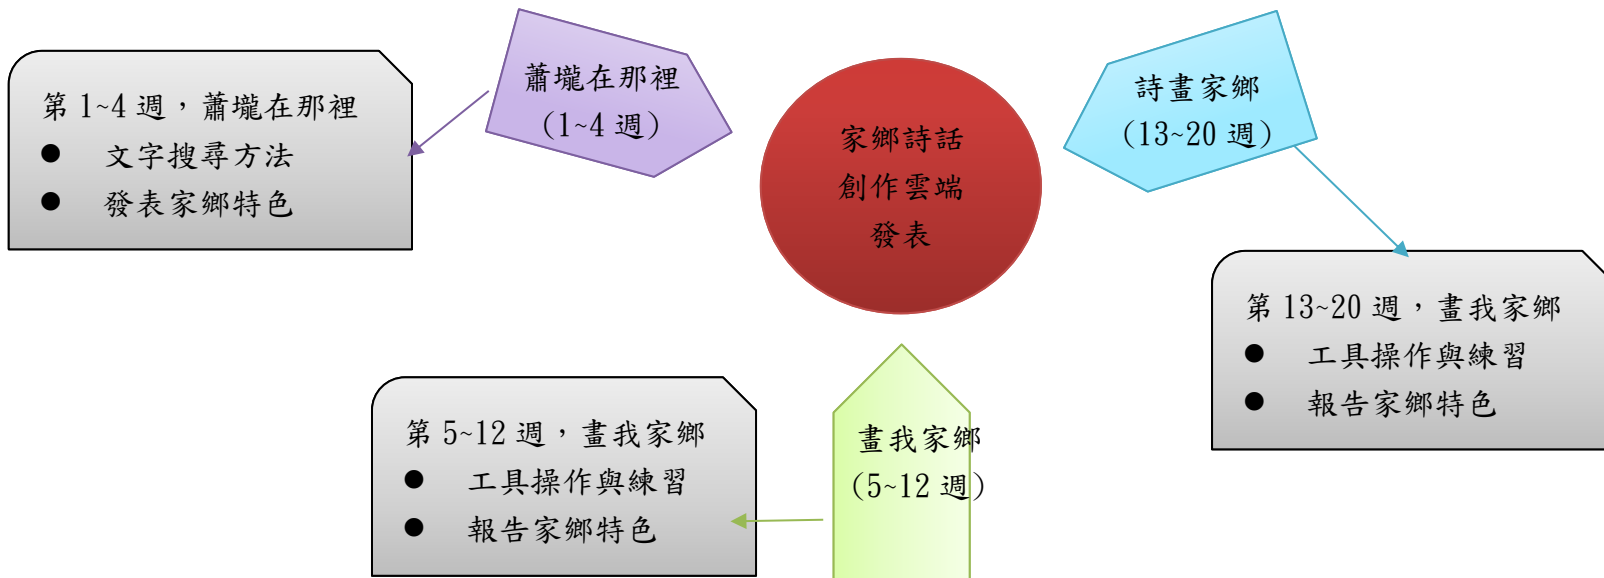 蕭壠在那裡
(1~4 週)
第 1~4 週，蕭壠在那裡
● 文字搜尋方法
● 發表家鄉特色
家鄉詩話
創作雲端
發表
詩畫家鄉
(13~20 週)
第 13~20 週，畫我家鄉
● 工具操作與練習
● 報告家鄉特色
畫我家鄉
(5~12 週)
第 5~12 週，畫我家鄉
● 工具操作與練習
● 報告家鄉特色